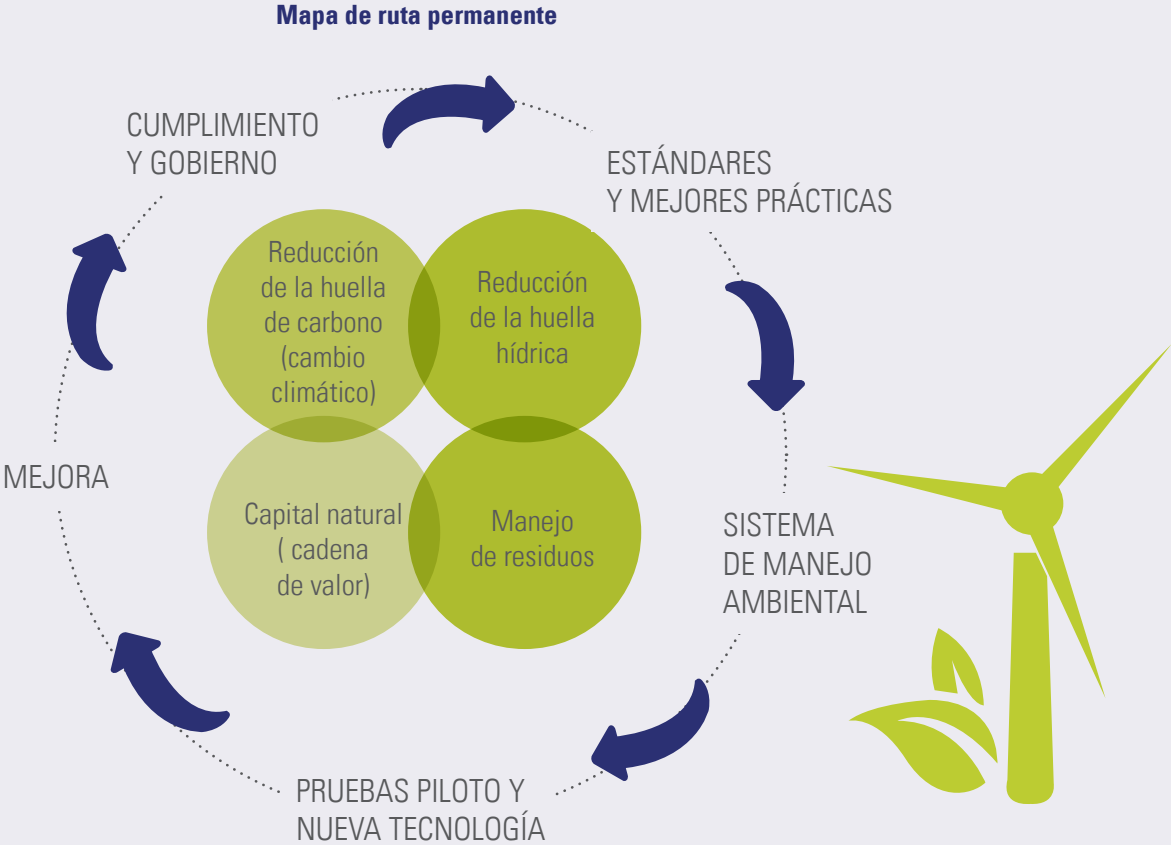 Mapa de ruta permanente
CUMPLIMIENTO
Y GOBIERNO
ESTÁNDARES
Y MEJORES PRÁCTICAS
Reducción
de la huella
de carbono
(cambio
climático)
Reducción
de la huella
hídrica
MEJORA
Capital natural
( cadena
de valor)
Manejo
de residuos
SISTEMA
DE MANEJO
AMBIENTAL
PRUEBAS PILOTO Y
NUEVA TECNOLOGÍA